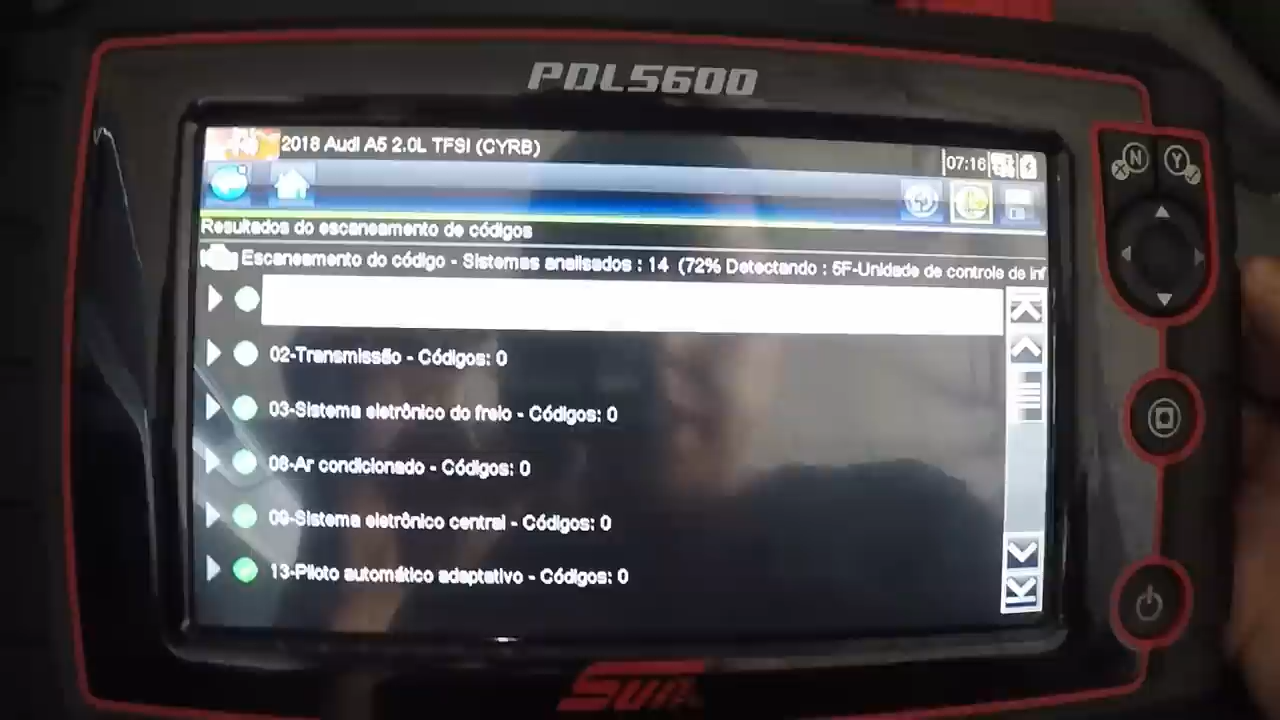 PDL5600
2018 Audi A5 2.0L TFSI (CYRB)
07:16
Resultados do escaneamento de códigos
Escaneamento do código - Sistemas analisados : 14 (72% Detectando : 5F-Unidade de controle de inf
02-Transmissão - Códigos: 0
03-Sistema eletrônico do freio - Códigos: 0
08-Ar condicionado - Códigos: 0
09-Sistema eletrônico central - Códigos: 0
13-Piloto automático adaptativo - Códigos: 0
N
X
Y
Sun